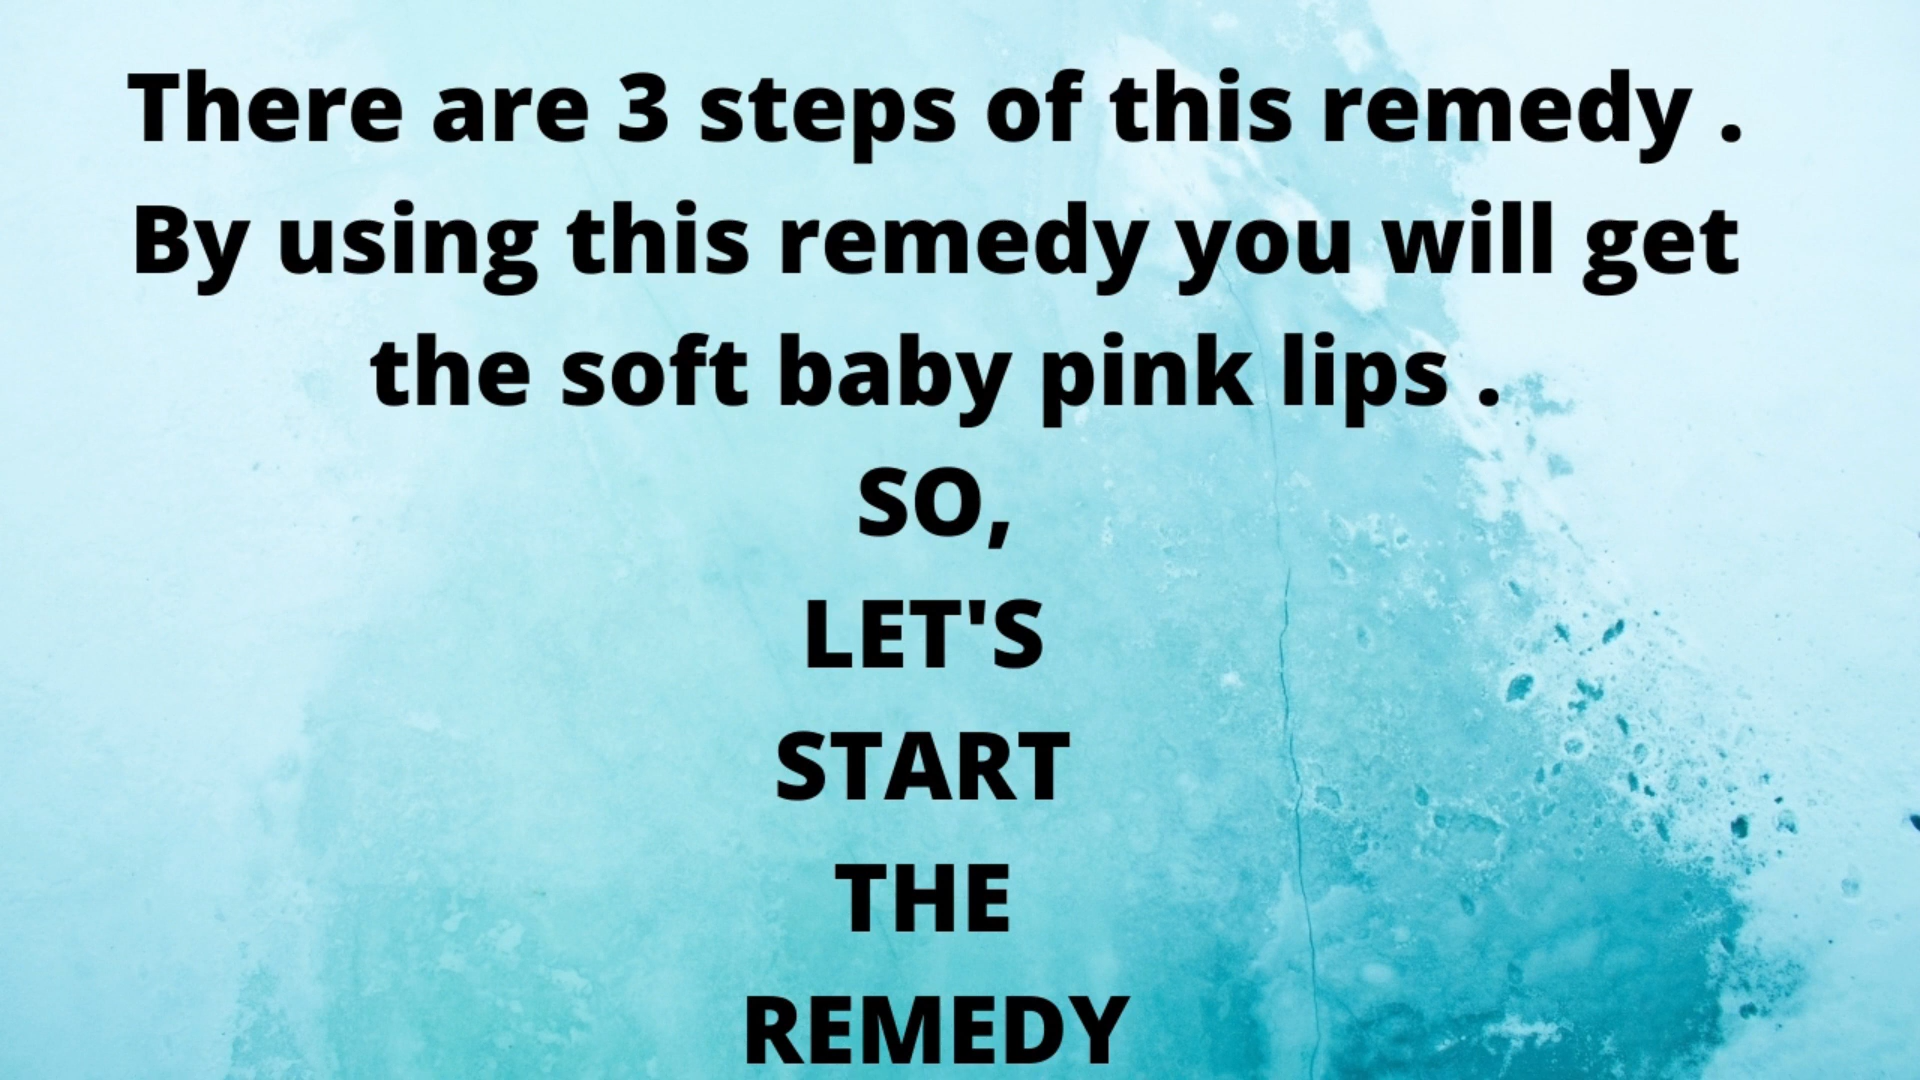 There are 3 steps of this remedy .
By using this remedy you will get
the soft baby pink lips .
SO,
LET'S
START
THE
REMEDY